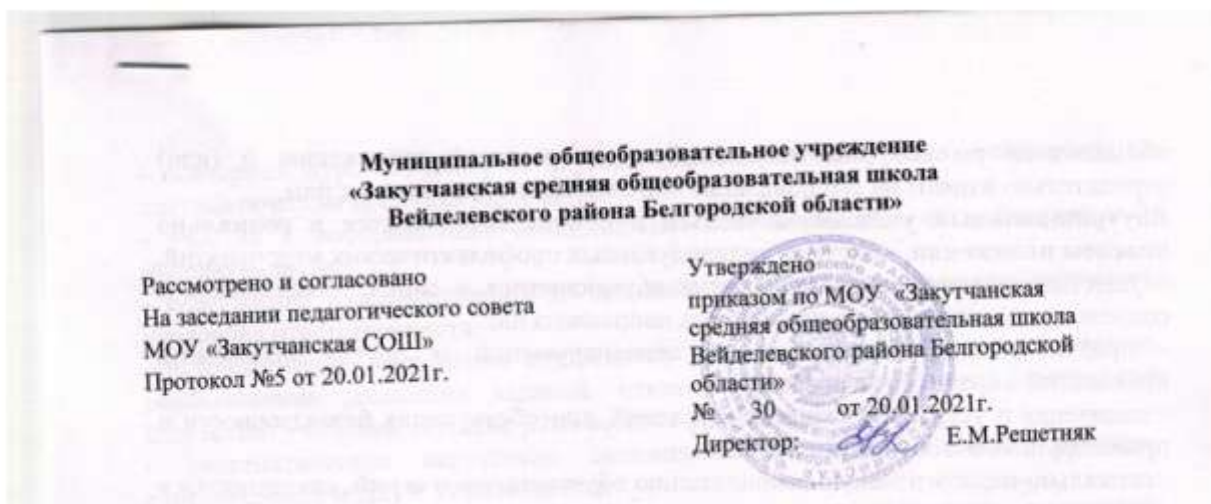 Муниципальное общеобразовательное учреждение
«Закутчанская средняя общеобразовательная школа
Вейделевского района Белгородской области»
Рассмотрено и согласовано
На заседании педагогического совета
МОУ «Закутчанская СОШ»
Протокол №5 от 20.01.2021г.
Утверждено
приказом по МОУ «Закутчанская
средняя общеобразовательная школа
Вейделевского района Белгородской
области»
№ 30 от 20.01.2021г.
Директор: Е.М.Решетняк